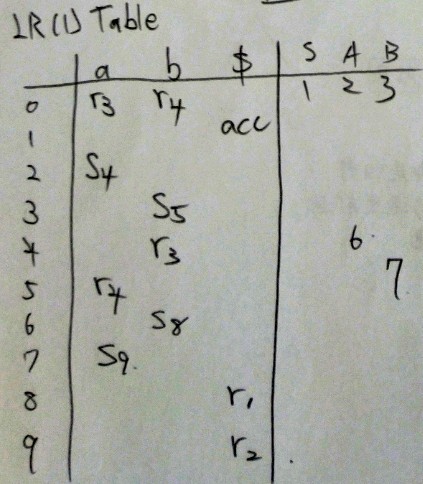 LR(1) Table
a b $ S A B
0 r3 r4 1 2 3
1 acc
2 S4
3 S5
4 r3 6
5 r4 7
6 S8
7 S9
8 r1
9 r2